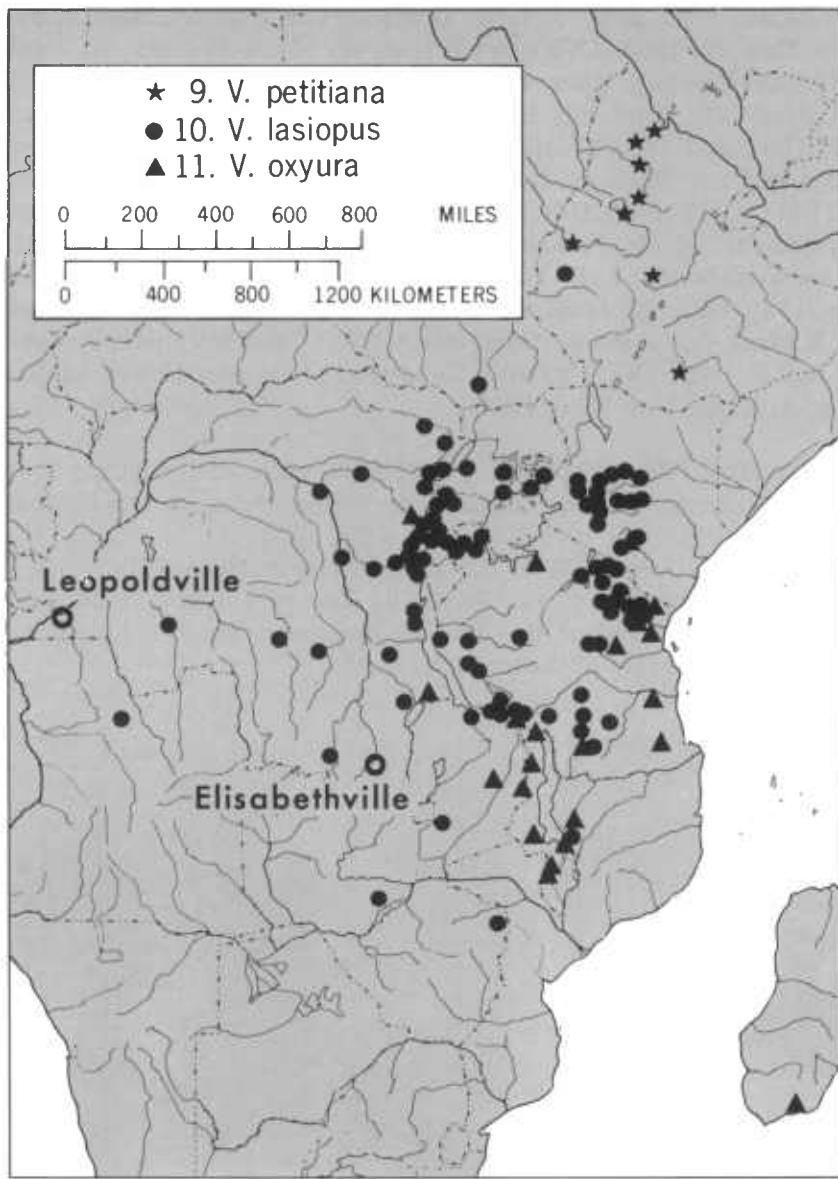 ★ 9. V. petitiana
● 10. V. lasiopus
▲ 11. V. oxyura
0 200 400 600 800 MILES
0 400 800 1200 KILOMETERS
Leopoldville
Elisabethville